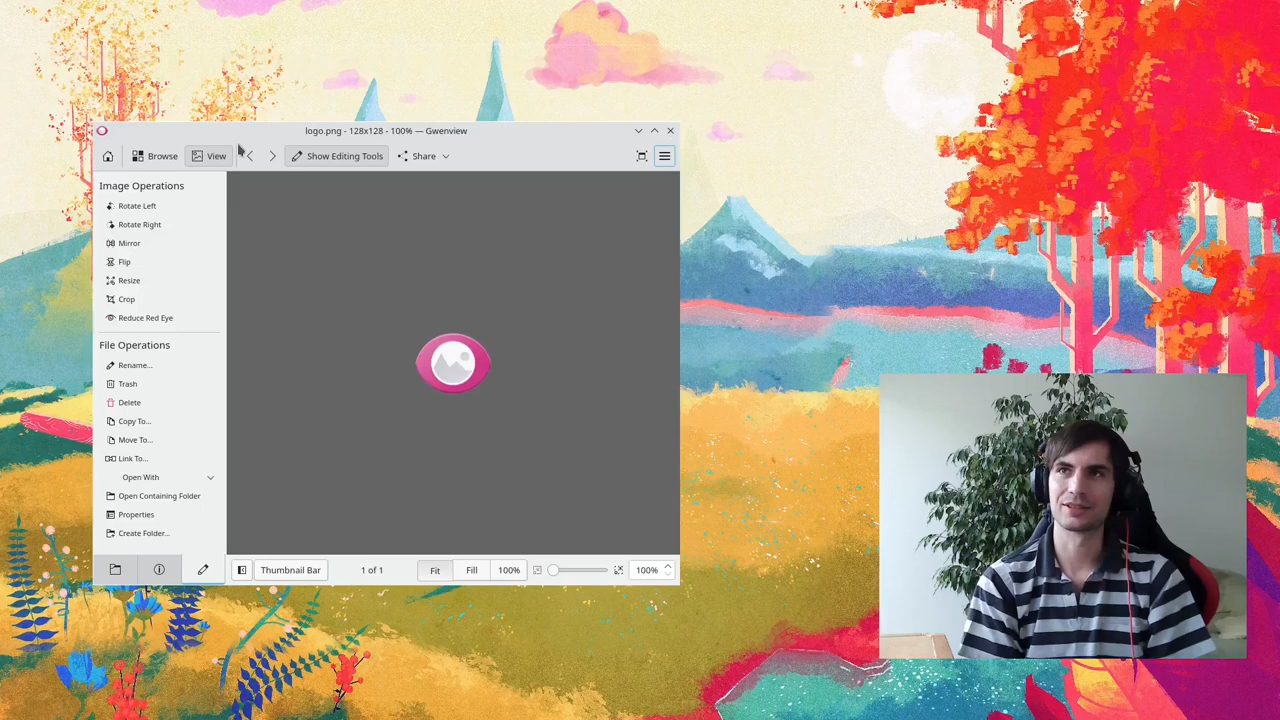 logo.png - 128x128 - 100% — Gwenview
Browse View Show Editing Tools Share
Image Operations
Rotate Left
Rotate Right
Mirror
Flip
Resize
Crop
Reduce Red Eye
File Operations
Rename...
Trash
Delete
Copy To...
Move To...
Link To...
Open With
Open Containing Folder
Properties
Create Folder...
Thumbnail Bar 1 of 1 Fit Fill 100% 100%